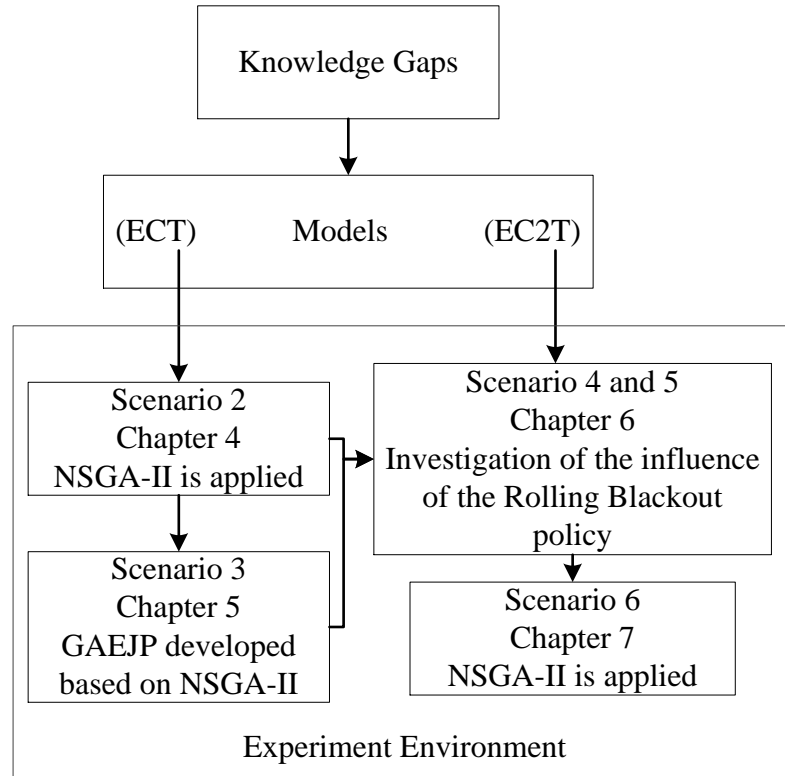 Knowledge Gaps
(ECT) Models (EC2T)
Scenario 2
Chapter 4
NSGA-II is applied
Scenario 3
Chapter 5
GAEJP developed
based on NSGA-II
Scenario 4 and 5
Chapter 6
Investigation of the influence
of the Rolling Blackout
policy
Scenario 6
Chapter 7
NSGA-II is applied
Experiment Environment